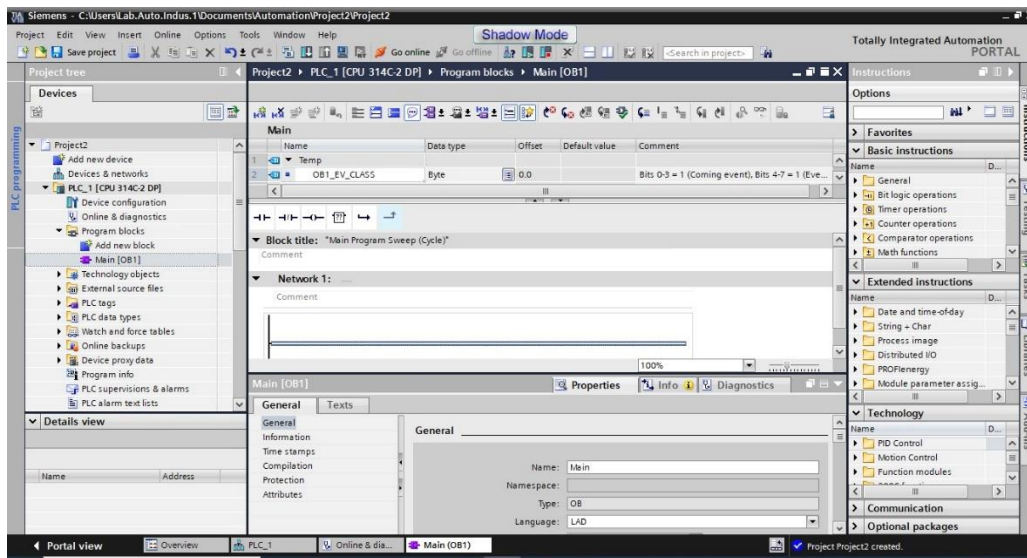 Siemens - C:\Users\Lab.Auto.Indus.1\Documents\Automation\Project2\Project2
Project Edit View Insert Online Options Tools Window Help
Shadow Mode
Totally Integrated Automation
PORTAL
Save project
Go online
Go offline
<Search in project>
Project tree
Devices
PLC programming
Project2
Add new device
Devices & networks
PLC_1 [CPU 314C-2 DP]
Device configuration
Online & diagnostics
Program blocks
Add new block
Main [OB1]
Technology objects
External source files
PLC tags
PLC data types
Watch and force tables
Online backups
Device proxy data
Program info
PLC supervisions & alarms
PLC alarm text lists
Details view
Name Address
Project2 PLC_1 [CPU 314C-2 DP] Program blocks Main [OB1]
Main
Name Data type Offset Default value Comment
1 Temp
2 OB1_EV_CLASS Byte 0.0 Bits 0-3 = 1 (Coming event), Bits 4-7 = 1 (Eve...
Block title: "Main Program Sweep (Cycle)"
Comment
Network 1:
Comment
100%
Main [OB1]
Properties Info Diagnostics
General Texts
General
Information
Time stamps
Compilation
Protection
Attributes
General
Name: Main
Namespace:
Type: OB
Language: LAD
Instructions
Options
Favorites
Basic instructions
Name D...
General
Bit logic operations
Timer operations
Counter operations
Comparator operations
Math functions
Extended instructions
Name D...
Date and time-of-day
String + Char
Process image
Distributed I/O
PROFIenergy
Module parameter assig...
Technology
Name D...
PID Control
Motion Control
Function modules
Communication
Optional packages
Portal view
Overview
PLC_1
Online & dia...
Main (OB1)
Project Project2 created.